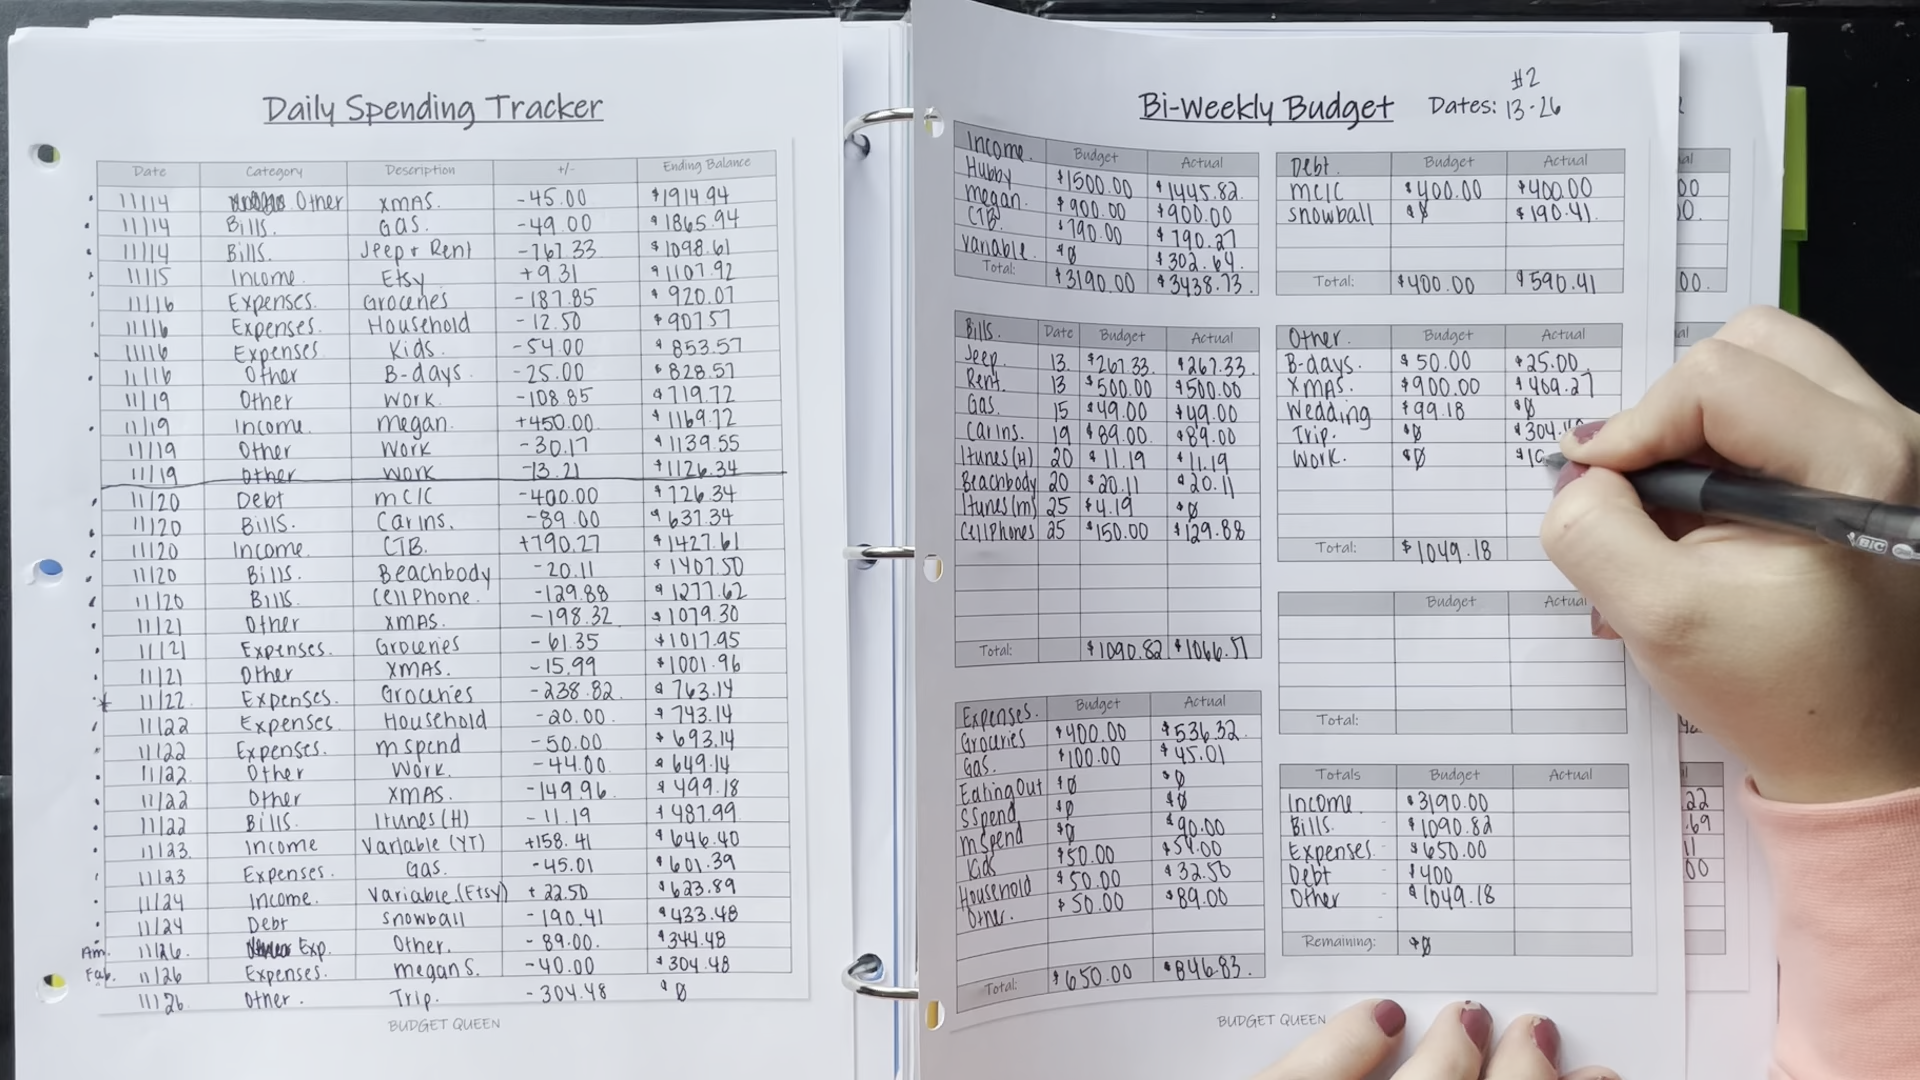 Daily Spending Tracker
Date Category Description +/- Ending Balance
11/14 Other XMAS. -45.00 $1914.94
11/14 Bills. Gas. -49.00 $1865.94
11/14 Bills. Jeep + Rent -767.33 $1098.61
11/15 Income. Etsy +9.31 $1107.92
11/16 Expenses. Groceries -187.85 $920.07
11/16 Expenses. Household -12.50 $907.57
11/16 Expenses Kids. -54.00 $853.57
11/16 Other B-days. -25.00 $828.57
11/19 Other Work. -108.85 $719.72
11/19 Income. megan. +450.00 $1169.72
11/19 Other Work -30.17 $1139.55
11/19 Other Work -13.21 $1126.34
11/20 Debt mC1C -400.00 $726.34
11/20 Bills. Car ins. -89.00 $637.34
11/20 Income CTB. +790.27 $1427.61
11/20 Bills. Beachbody -20.11 $1407.50
11/20 Bills. Cell Phone. -129.88 $1277.62
11/21 Other XMAS. -198.32 $1079.30
11/21 Expenses. Groceries -61.35 $1017.95
11/21 Other XMAS. -15.99 $1001.96
11/22 Expenses. Groceries -238.82. $763.14
11/22 Expenses Household -20.00. $743.14
11/22 Expenses. m spend -50.00 $693.14
11/22 Other Work. -44.00 $649.14
11/22 Other XMAS. -149.96 $499.18
11/22 Bills. Itunes (H) -11.19 $487.99
11/23 Income Variable (YT) +158.41 $646.40
11/23 Expenses. Gas. -45.01 $601.39
11/24 Income. Variable.(Etsy) +22.50 $623.89
11/24 Debt snowball -190.41 $433.48
Am. 11/26. Exp. Other. -89.00. $344.48
Fab. 11/26 Expenses. megan S. -40.00 $304.48
11/26 Other. Trip. -304.48 $0
BUDGET QUEEN
#2
Bi-Weekly Budget Dates: 13-26
Income. Budget Actual
Hubby $1500.00 $1445.82.
megan. $900.00 $900.00
CTB. $790.00 $790.27
variable. $0 $302.64.
Total: $3190.00 $3438.73.
Bills. Date Budget Actual
Jeep. 13. $267.33. $267.33.
Rent. 13 $500.00 $500.00
Gas. 15 $49.00 $49.00
Car ins. 19 $89.00. $89.00
Itunes (H) 20 $11.19 $11.19
Beachbody 20 $20.11 $20.11
Itunes (m) 25 $4.19 $0
Cell Phones 25 $150.00 $129.88
Total: $1090.82 $1066.51
Expenses. Budget Actual
Groceries $400.00 $536.32.
Gas. $100.00 $45.01
Eating Out $0 $0
S Spend. $0 $0
m Spend $0 $90.00
Kids $50.00 $54.00
Household $50.00 $32.50
Other. $50.00 $89.00
Total: $650.00 $846.83.
Debt. Budget Actual
mC1C $400.00 $400.00
snowball $0 $190.41.
Total: $400.00 $590.41
Other. Budget Actual
B-days. $50.00 $25.00
XMAS. $900.00 $409.27
Wedding $99.18 $0
Trip. $0 $304.
Work. $0
Total: $1049.18
Budget Actual
Total:
Totals Budget Actual
Income. $3190.00
Bills. $1090.82
Expenses. $650.00
Debt $400
Other $1049.18
Remaining: $0
BUDGET QUEEN
BIC